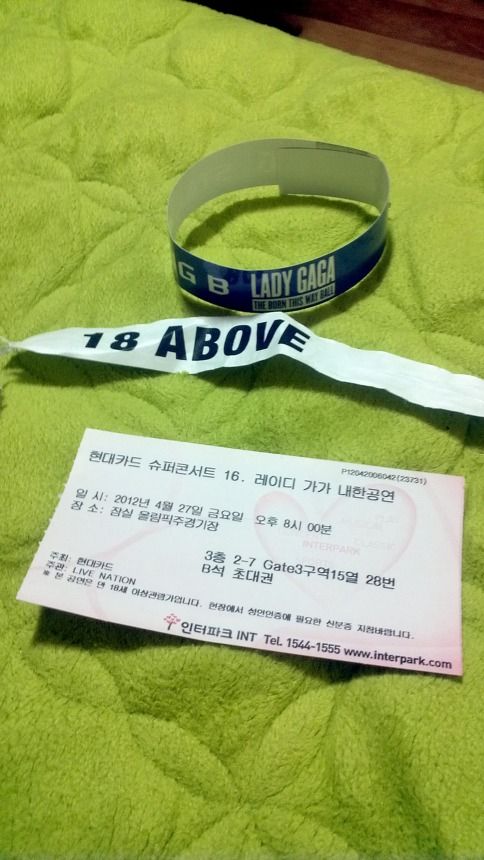 G B LADY GAGA
THE BORN THIS WAY BALL
18 ABOVE
P12042006042(23731)
현대카드 슈퍼콘서트 16. 레이디 가가 내한공연
일 시: 2012년 4월 27일 금요일 오후 8시 00분
장 소: 잠실 올림픽주경기장
INTERPARK
CLASSIC
3층 2-7 Gate3구역15열 28번
B석 초대권
주최: 현대카드
주관: LIVE NATION
※ 본 공연은 만 18세 이상관람가입니다. 현장에서 성인인증에 필요한 신분증 지참바랍니다.
인터파크 INT Tel. 1544-1555 www.interpark.com